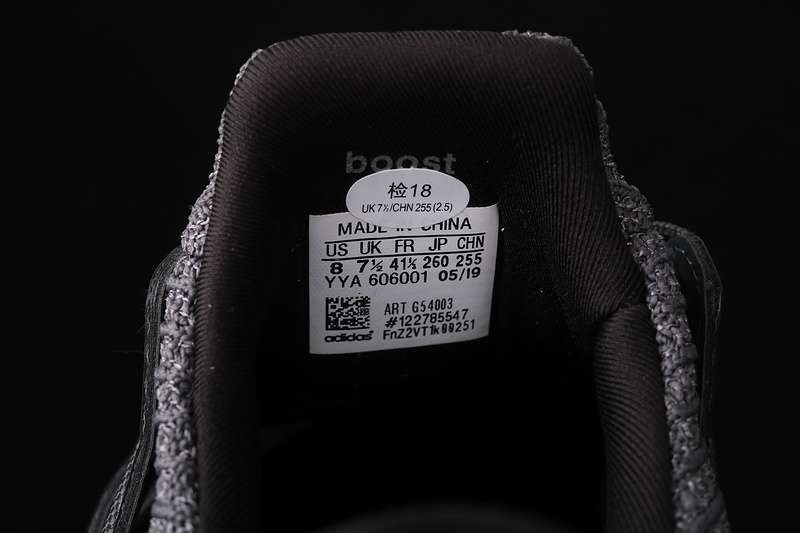 boost
检18
UK 7½/CHN 255 (2.5)
MADE IN CHINA
US UK FR JP CHN
8 7½ 41⅓ 260 255
YYA 606001 05/19
ART G54003
#122785547
FnZ2VT1k00251
adidas